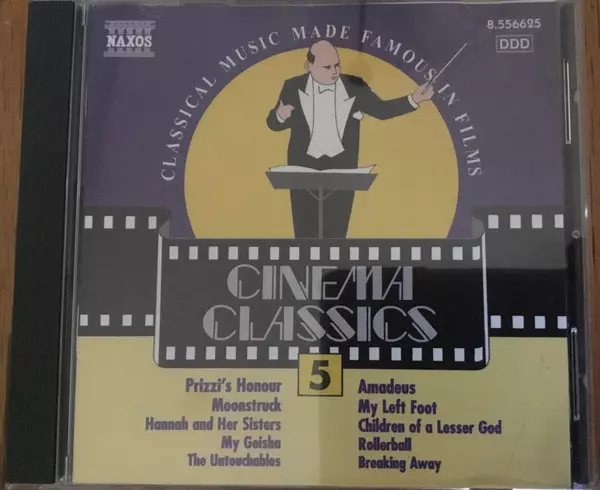 NAXOS
8.556625
DDD
CLASSICAL MUSIC MADE FAMOUS IN FILMS
CINEMA
CLASSICS
5
Prizzi's Honour
Moonstruck
Hannah and Her Sisters
My Geisha
The Untouchables
Amadeus
My Left Foot
Children of a Lesser God
Rollerball
Breaking Away